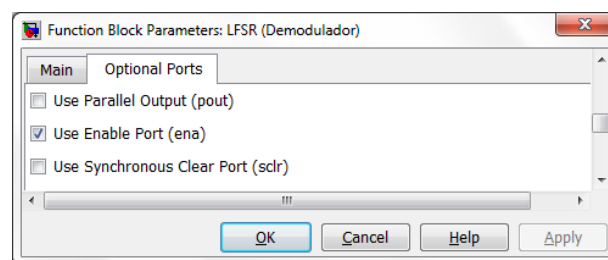 Function Block Parameters: LFSR (Demodulador)
Main Optional Ports
Use Parallel Output (pout)
Use Enable Port (ena)
Use Synchronous Clear Port (sclr)
OK Cancel Help Apply